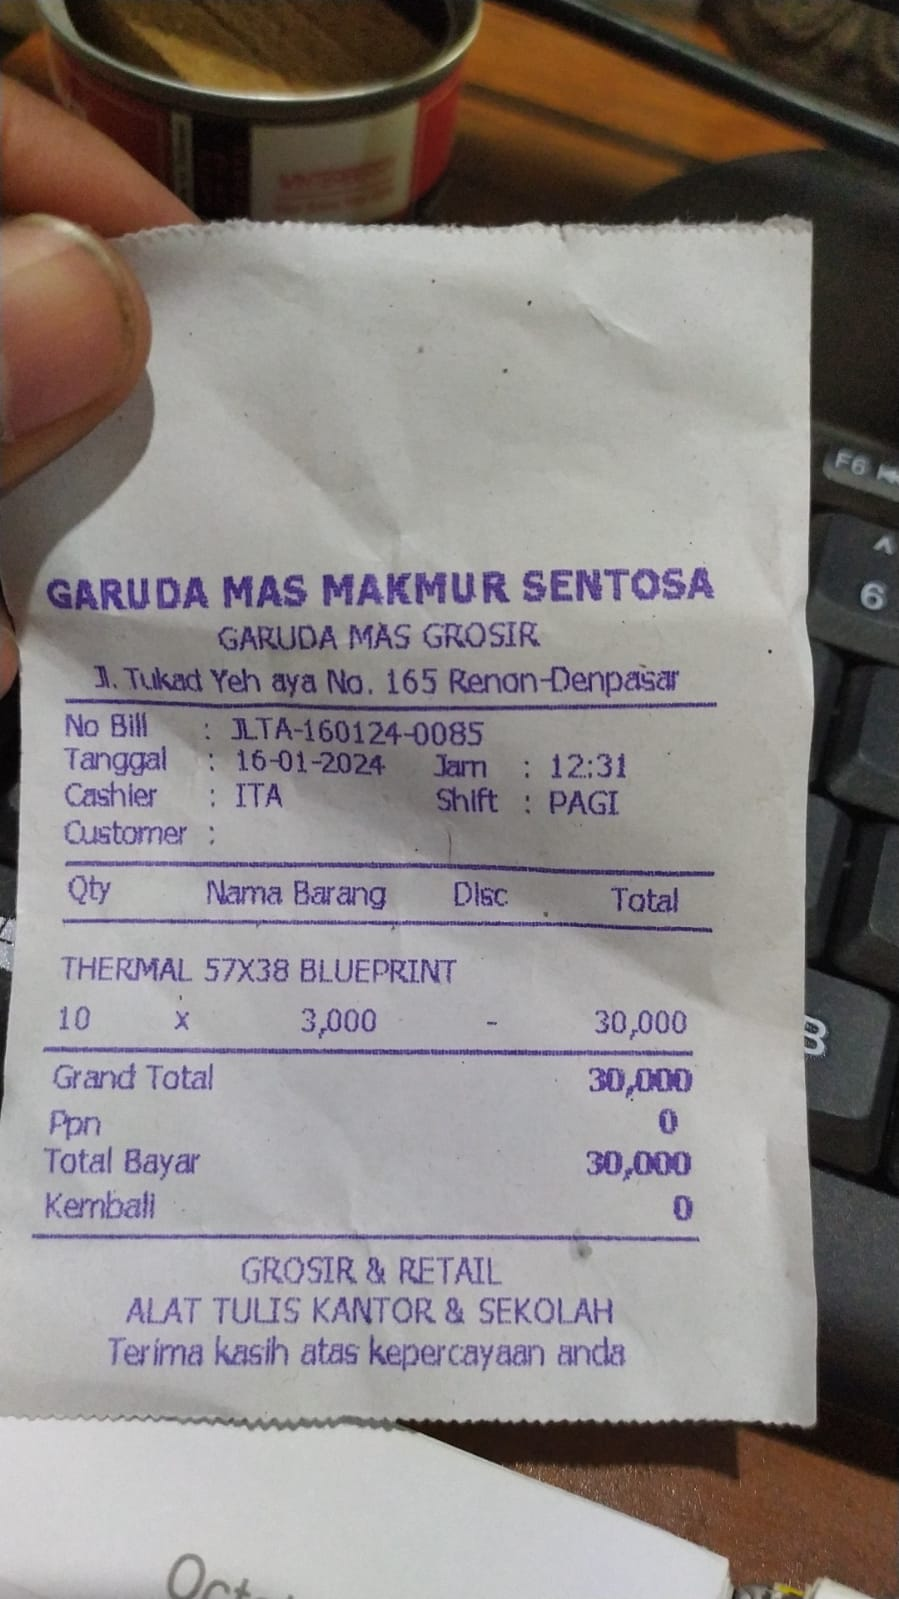 GARUDA MAS MAKMUR SENTOSA
GARUDA MAS GROSIR
Jl. Tukad Yeh aya No. 165 Renon-Denpasar
No Bill : JLTA-160124-0085
Tanggal : 16-01-2024 Jam : 12:31
Cashier : ITA Shift : PAGI
Customer :
Qty Nama Barang Disc Total
THERMAL 57X38 BLUEPRINT
10 x 3,000 - 30,000
Grand Total 30,000
Ppn 0
Total Bayar 30,000
Kembali 0
GROSIR & RETAIL
ALAT TULIS KANTOR & SEKOLAH
Terima kasih atas kepercayaan anda
F6
^
6